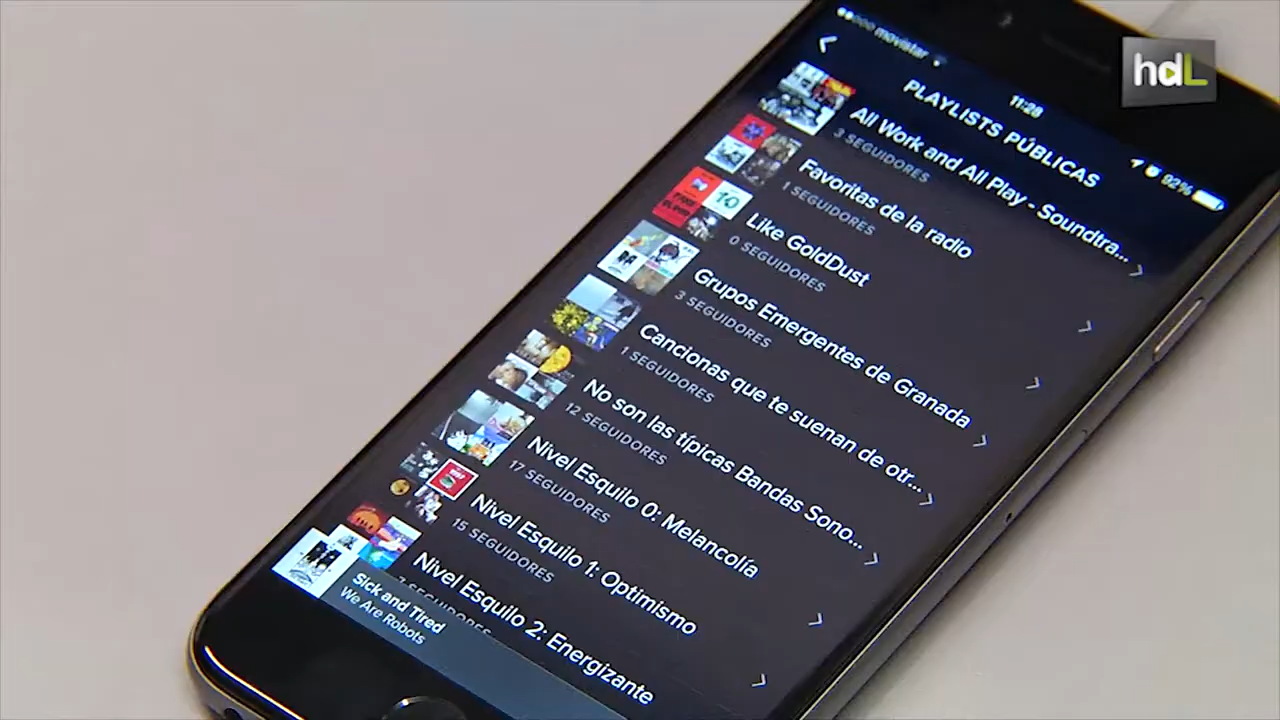 hdL
movistar
11:28
92%
PLAYLISTS PÚBLICAS
All Work and All Play - Soundtra...
3 SEGUIDORES
Favoritas de la radio
1 SEGUIDORES
Like GoldDust
0 SEGUIDORES
Grupos Emergentes de Granada
3 SEGUIDORES
Cancionas que te suenan de otr...
1 SEGUIDORES
No son las típicas Bandas Sono...
12 SEGUIDORES
Nivel Esquilo 0: Melancolía
17 SEGUIDORES
Nivel Esquilo 1: Optimismo
15 SEGUIDORES
Nivel Esquilo 2: Energizante
7 SEGUIDORES
Sick and Tired
We Are Robots